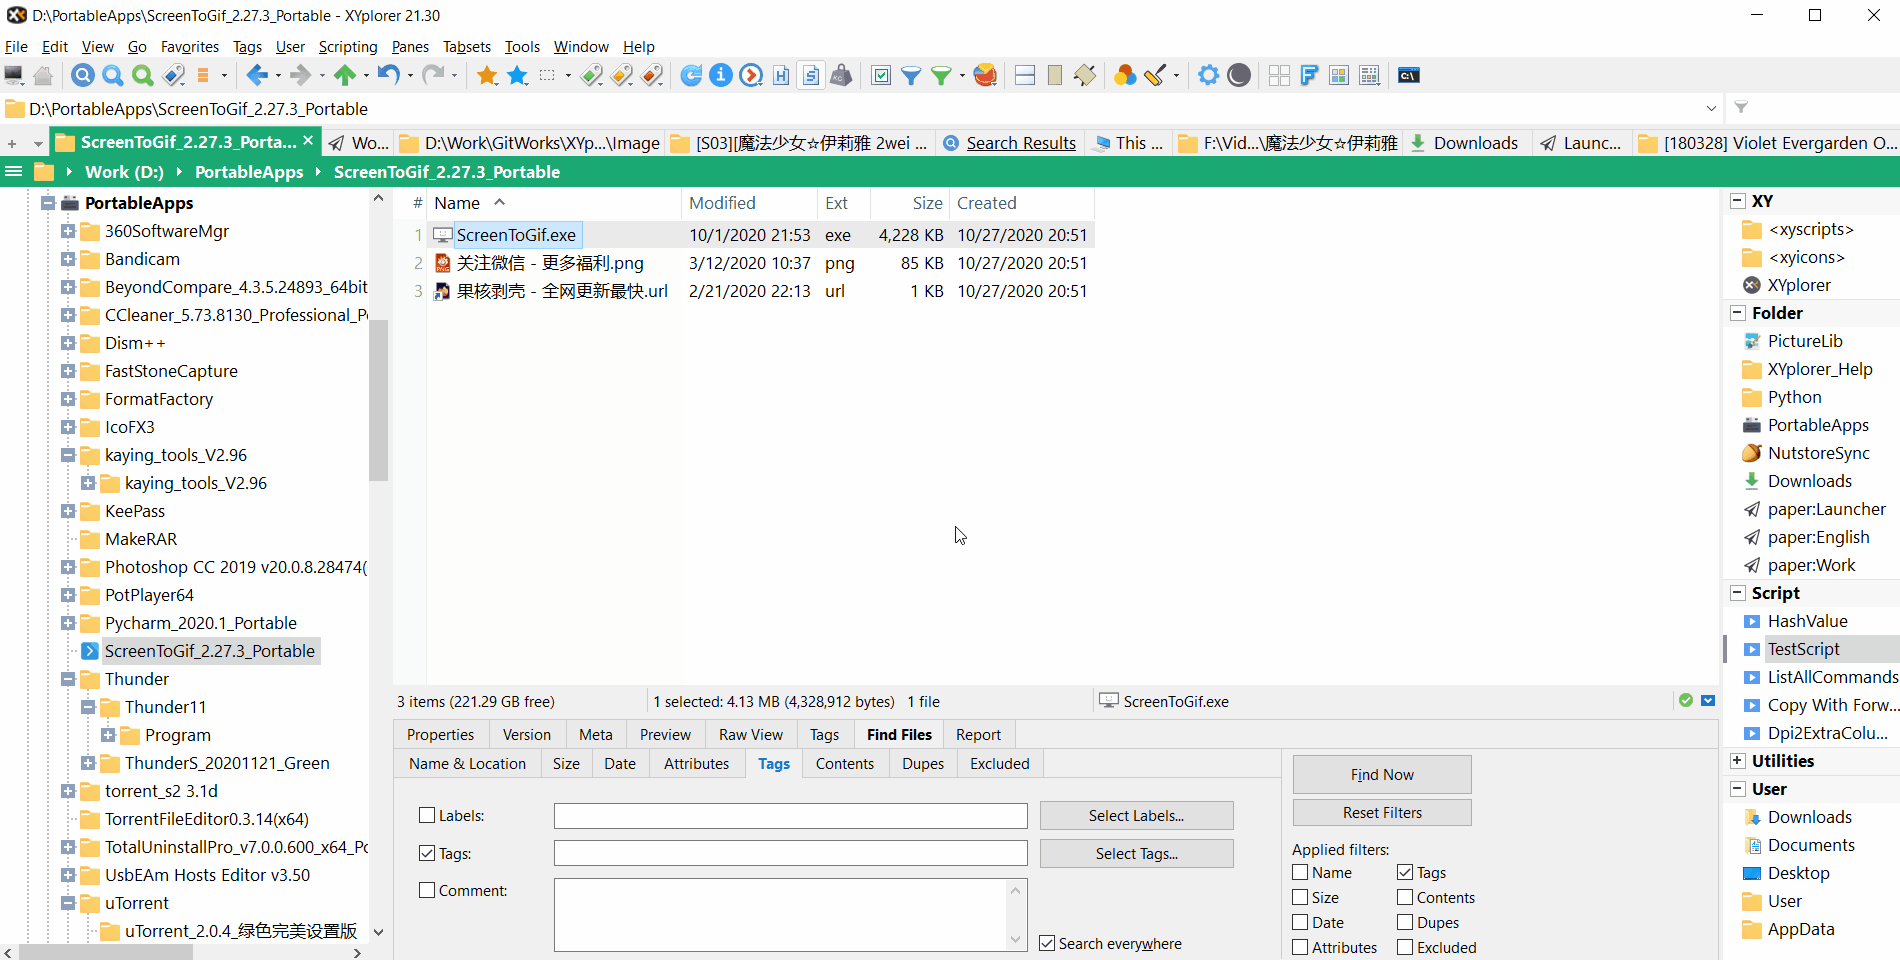 D:\PortableApps\ScreenToGif_2.27.3_Portable - XYplorer 21.30
File Edit View Go Favorites Tags User Scripting Panes Tabsets Tools Window Help
D:\PortableApps\ScreenToGif_2.27.3_Portable
ScreenToGif_2.27.3_Porta... Wo... D:\Work\GitWorks\XYp...\Image [S03][魔法少女☆伊莉雅 2wei ... Search Results This ... F:\Vid...\魔法少女☆伊莉雅 Downloads Launc... [180328] Violet Evergarden O...
Work (D:) PortableApps ScreenToGif_2.27.3_Portable
PortableApps
360SoftwareMgr
Bandicam
BeyondCompare_4.3.5.24893_64bit
CCleaner_5.73.8130_Professional_P
Dism++
FastStoneCapture
FormatFactory
IcoFX3
kaying_tools_V2.96
kaying_tools_V2.96
KeePass
MakeRAR
Photoshop CC 2019 v20.0.8.28474(
PotPlayer64
Pycharm_2020.1_Portable
ScreenToGif_2.27.3_Portable
Thunder
Thunder11
Program
ThunderS_20201121_Green
torrent_s2 3.1d
TorrentFileEditor0.3.14(x64)
TotalUninstallPro_v7.0.0.600_x64_Pc
UsbEAm Hosts Editor v3.50
uTorrent
uTorrent_2.0.4_绿色完美设置版
# Name Modified Ext Size Created
1 ScreenToGif.exe 10/1/2020 21:53 exe 4,228 KB 10/27/2020 20:51
2 关注微信 - 更多福利.png 3/12/2020 10:37 png 85 KB 10/27/2020 20:51
3 果核剥壳 - 全网更新最快.url 2/21/2020 22:13 url 1 KB 10/27/2020 20:51
3 items (221.29 GB free) 1 selected: 4.13 MB (4,328,912 bytes) 1 file ScreenToGif.exe
Properties Version Meta Preview Raw View Tags Find Files Report
Name & Location Size Date Attributes Tags Contents Dupes Excluded
Labels: Select Labels...
Tags: Select Tags...
Comment:
Search everywhere
Find Now
Reset Filters
Applied filters:
Name Tags
Size Contents
Date Dupes
Attributes Excluded
XY
<xyscripts>
<xyicons>
XYplorer
Folder
PictureLib
XYplorer_Help
Python
PortableApps
NutstoreSync
Downloads
paper:Launcher
paper:English
paper:Work
Script
HashValue
TestScript
ListAllCommands
Copy With Forw...
Dpi2ExtraColu...
Utilities
User
Downloads
Documents
Desktop
User
AppData